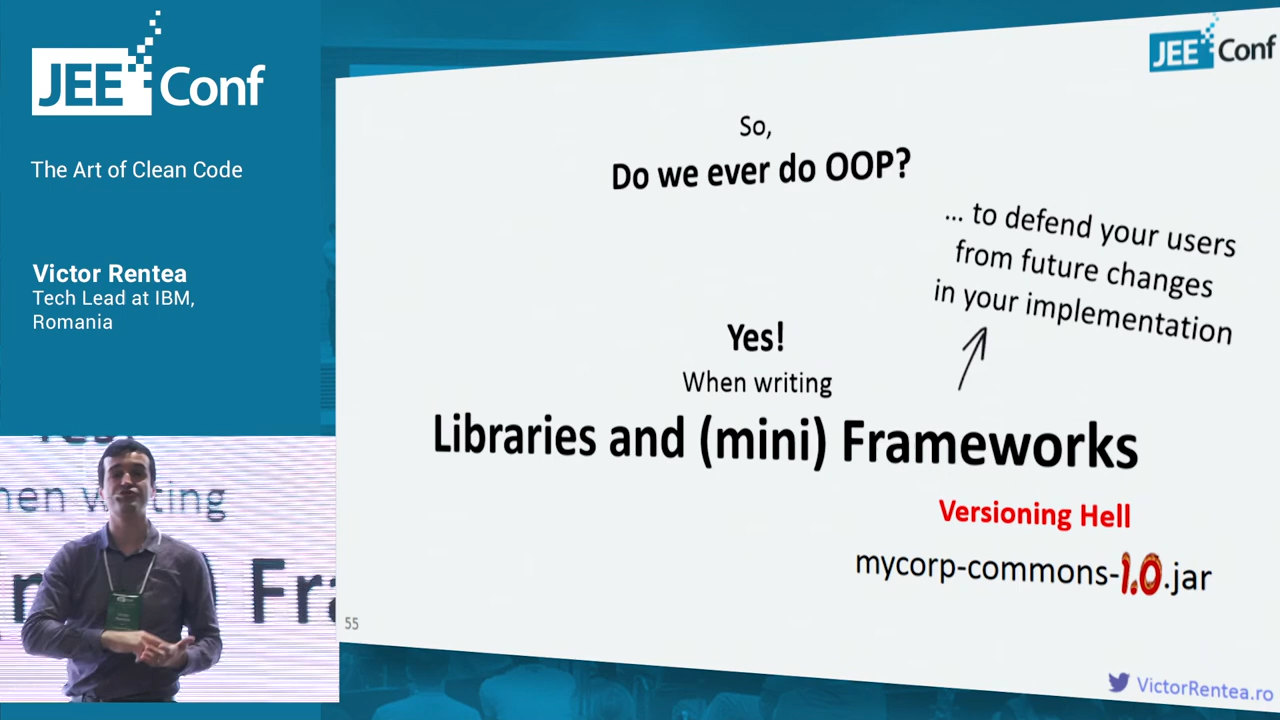 JEE Conf
The Art of Clean Code
Victor Rentea
Tech Lead at IBM,
Romania
JEE Conf
So,
Do we ever do OOP?
... to defend your users
from future changes
in your implementation
Yes!
When writing
Libraries and (mini) Frameworks
Versioning Hell
mycorp-commons-1.0.jar
55
VictorRentea.ro